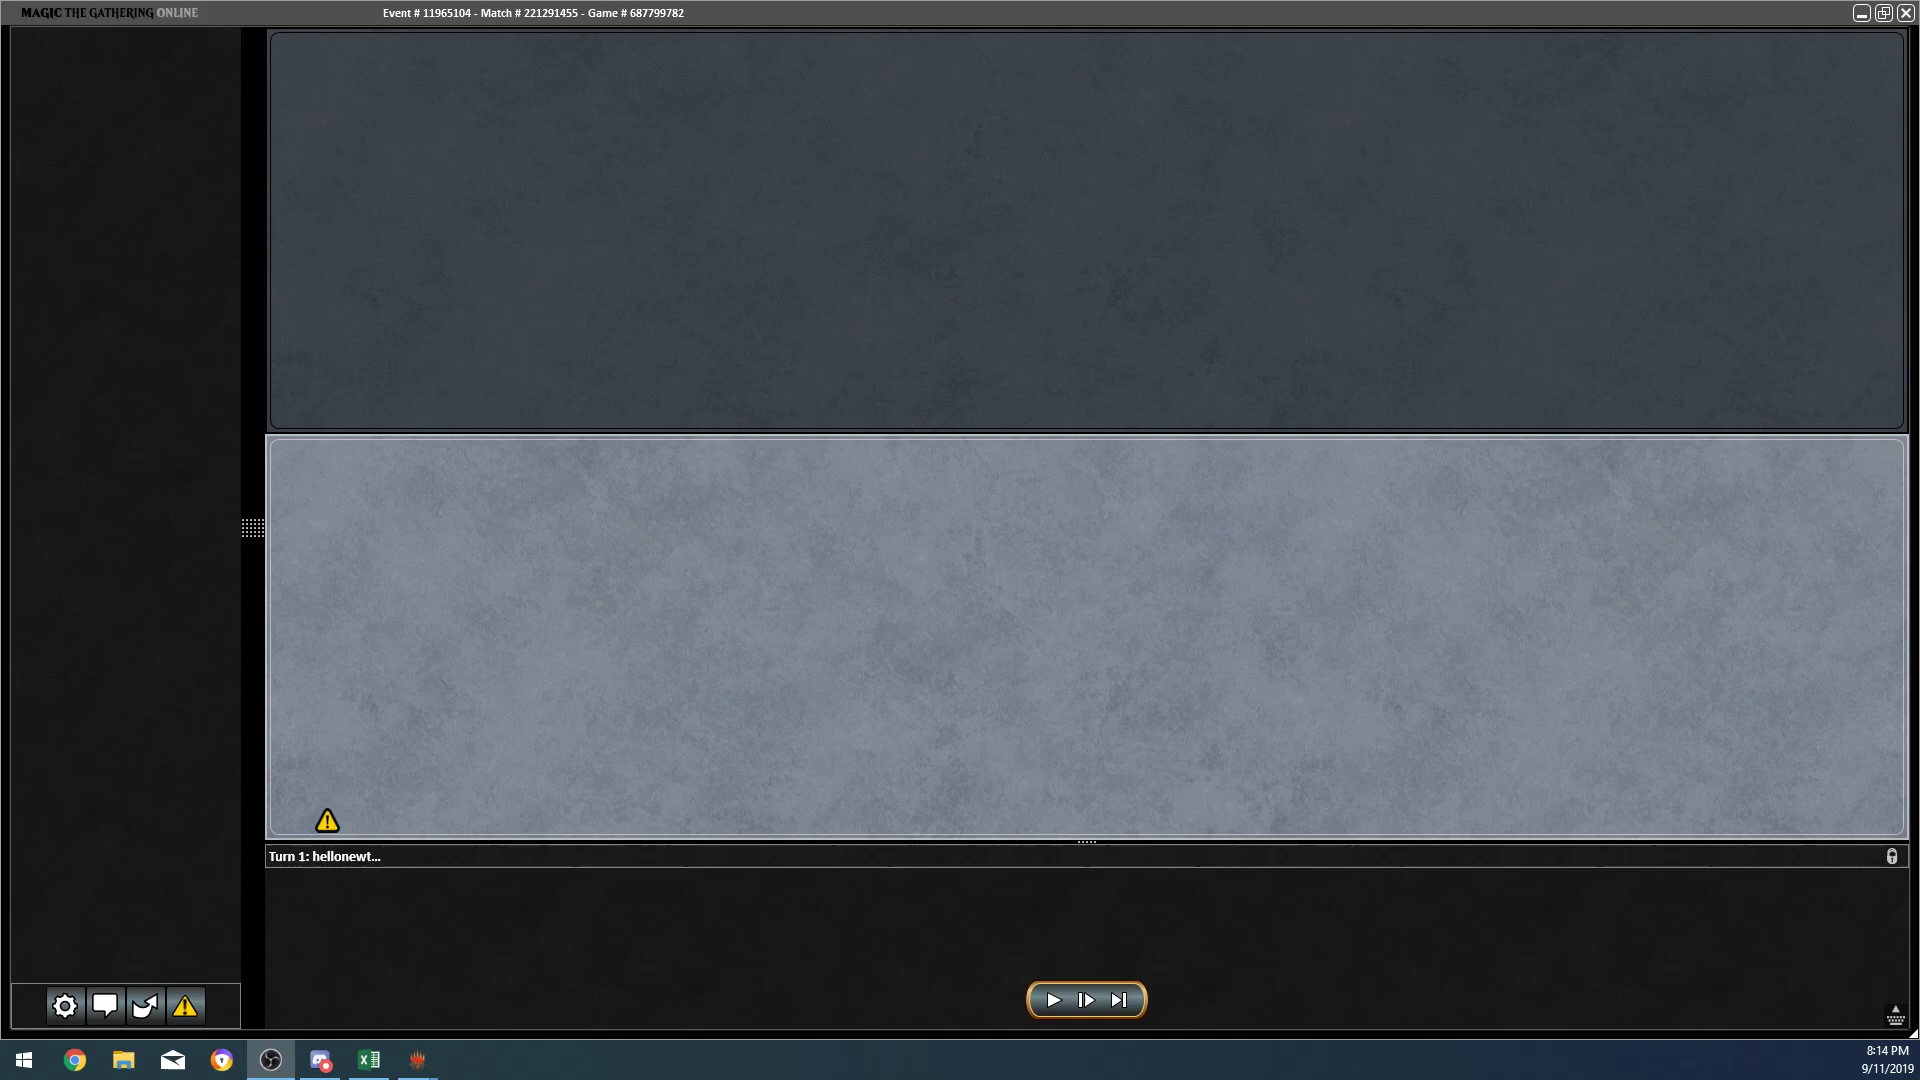 MAGIC THE GATHERING ONLINE
Event # 11965104 - Match # 221291455 - Game # 687799782
Turn 1: hellonewt...
8:14 PM
9/11/2019